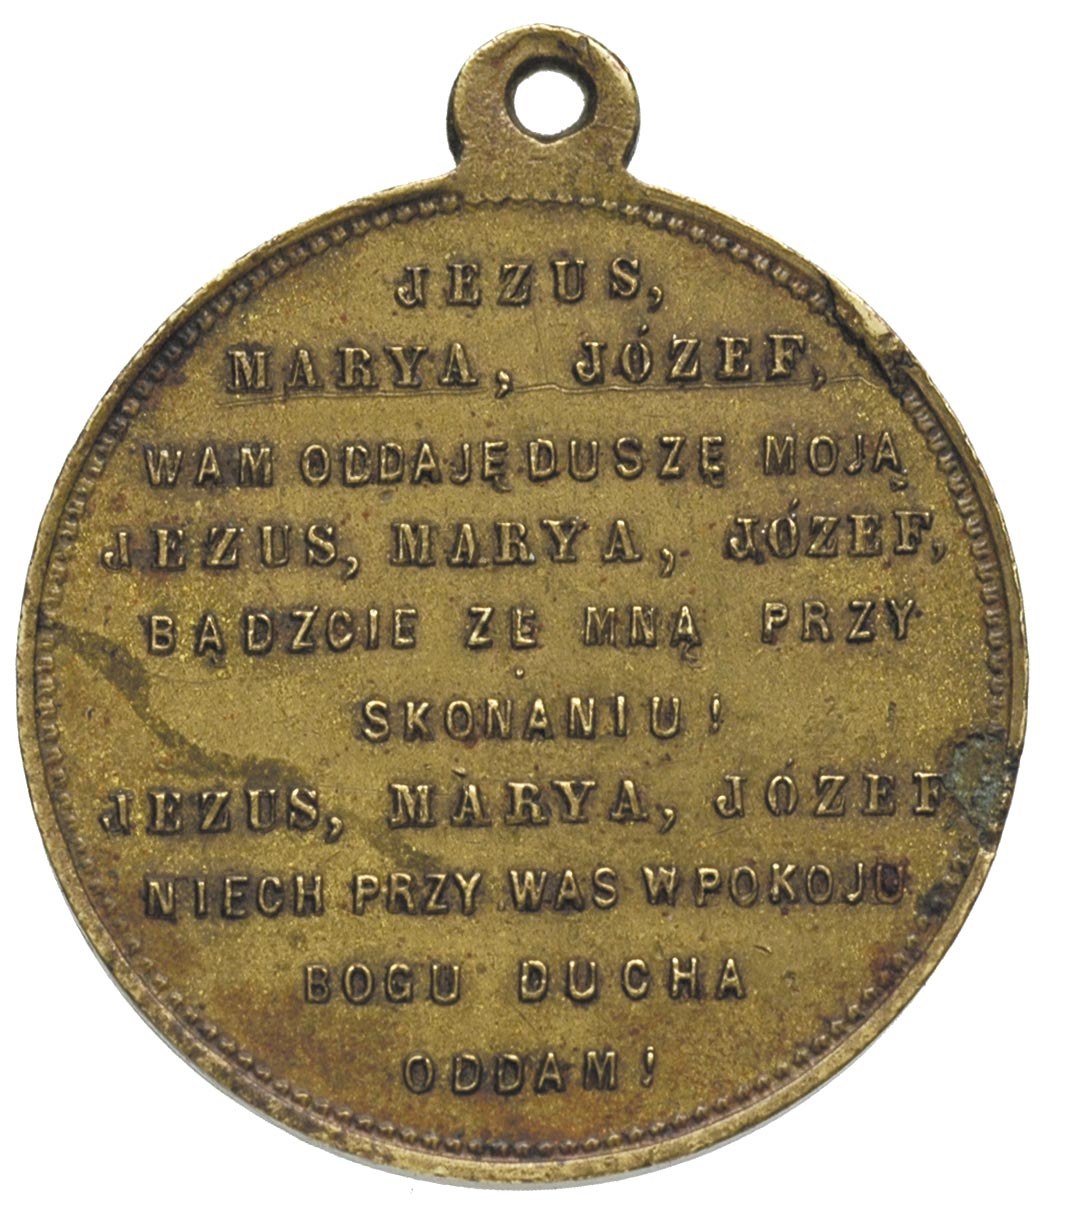 JEZUS,
MARYA, JÓZEF,
WAM ODDAJĘ DUSZĘ MOJĄ
JEZUS, MARYA, JÓZEF,
BĄDZCIE ZE MNĄ PRZY
SKONANIU!
JEZUS, MARYA, JÓZEF
NIECH PRZY WAS W POKOJU
BOGU DUCHA
ODDAM!